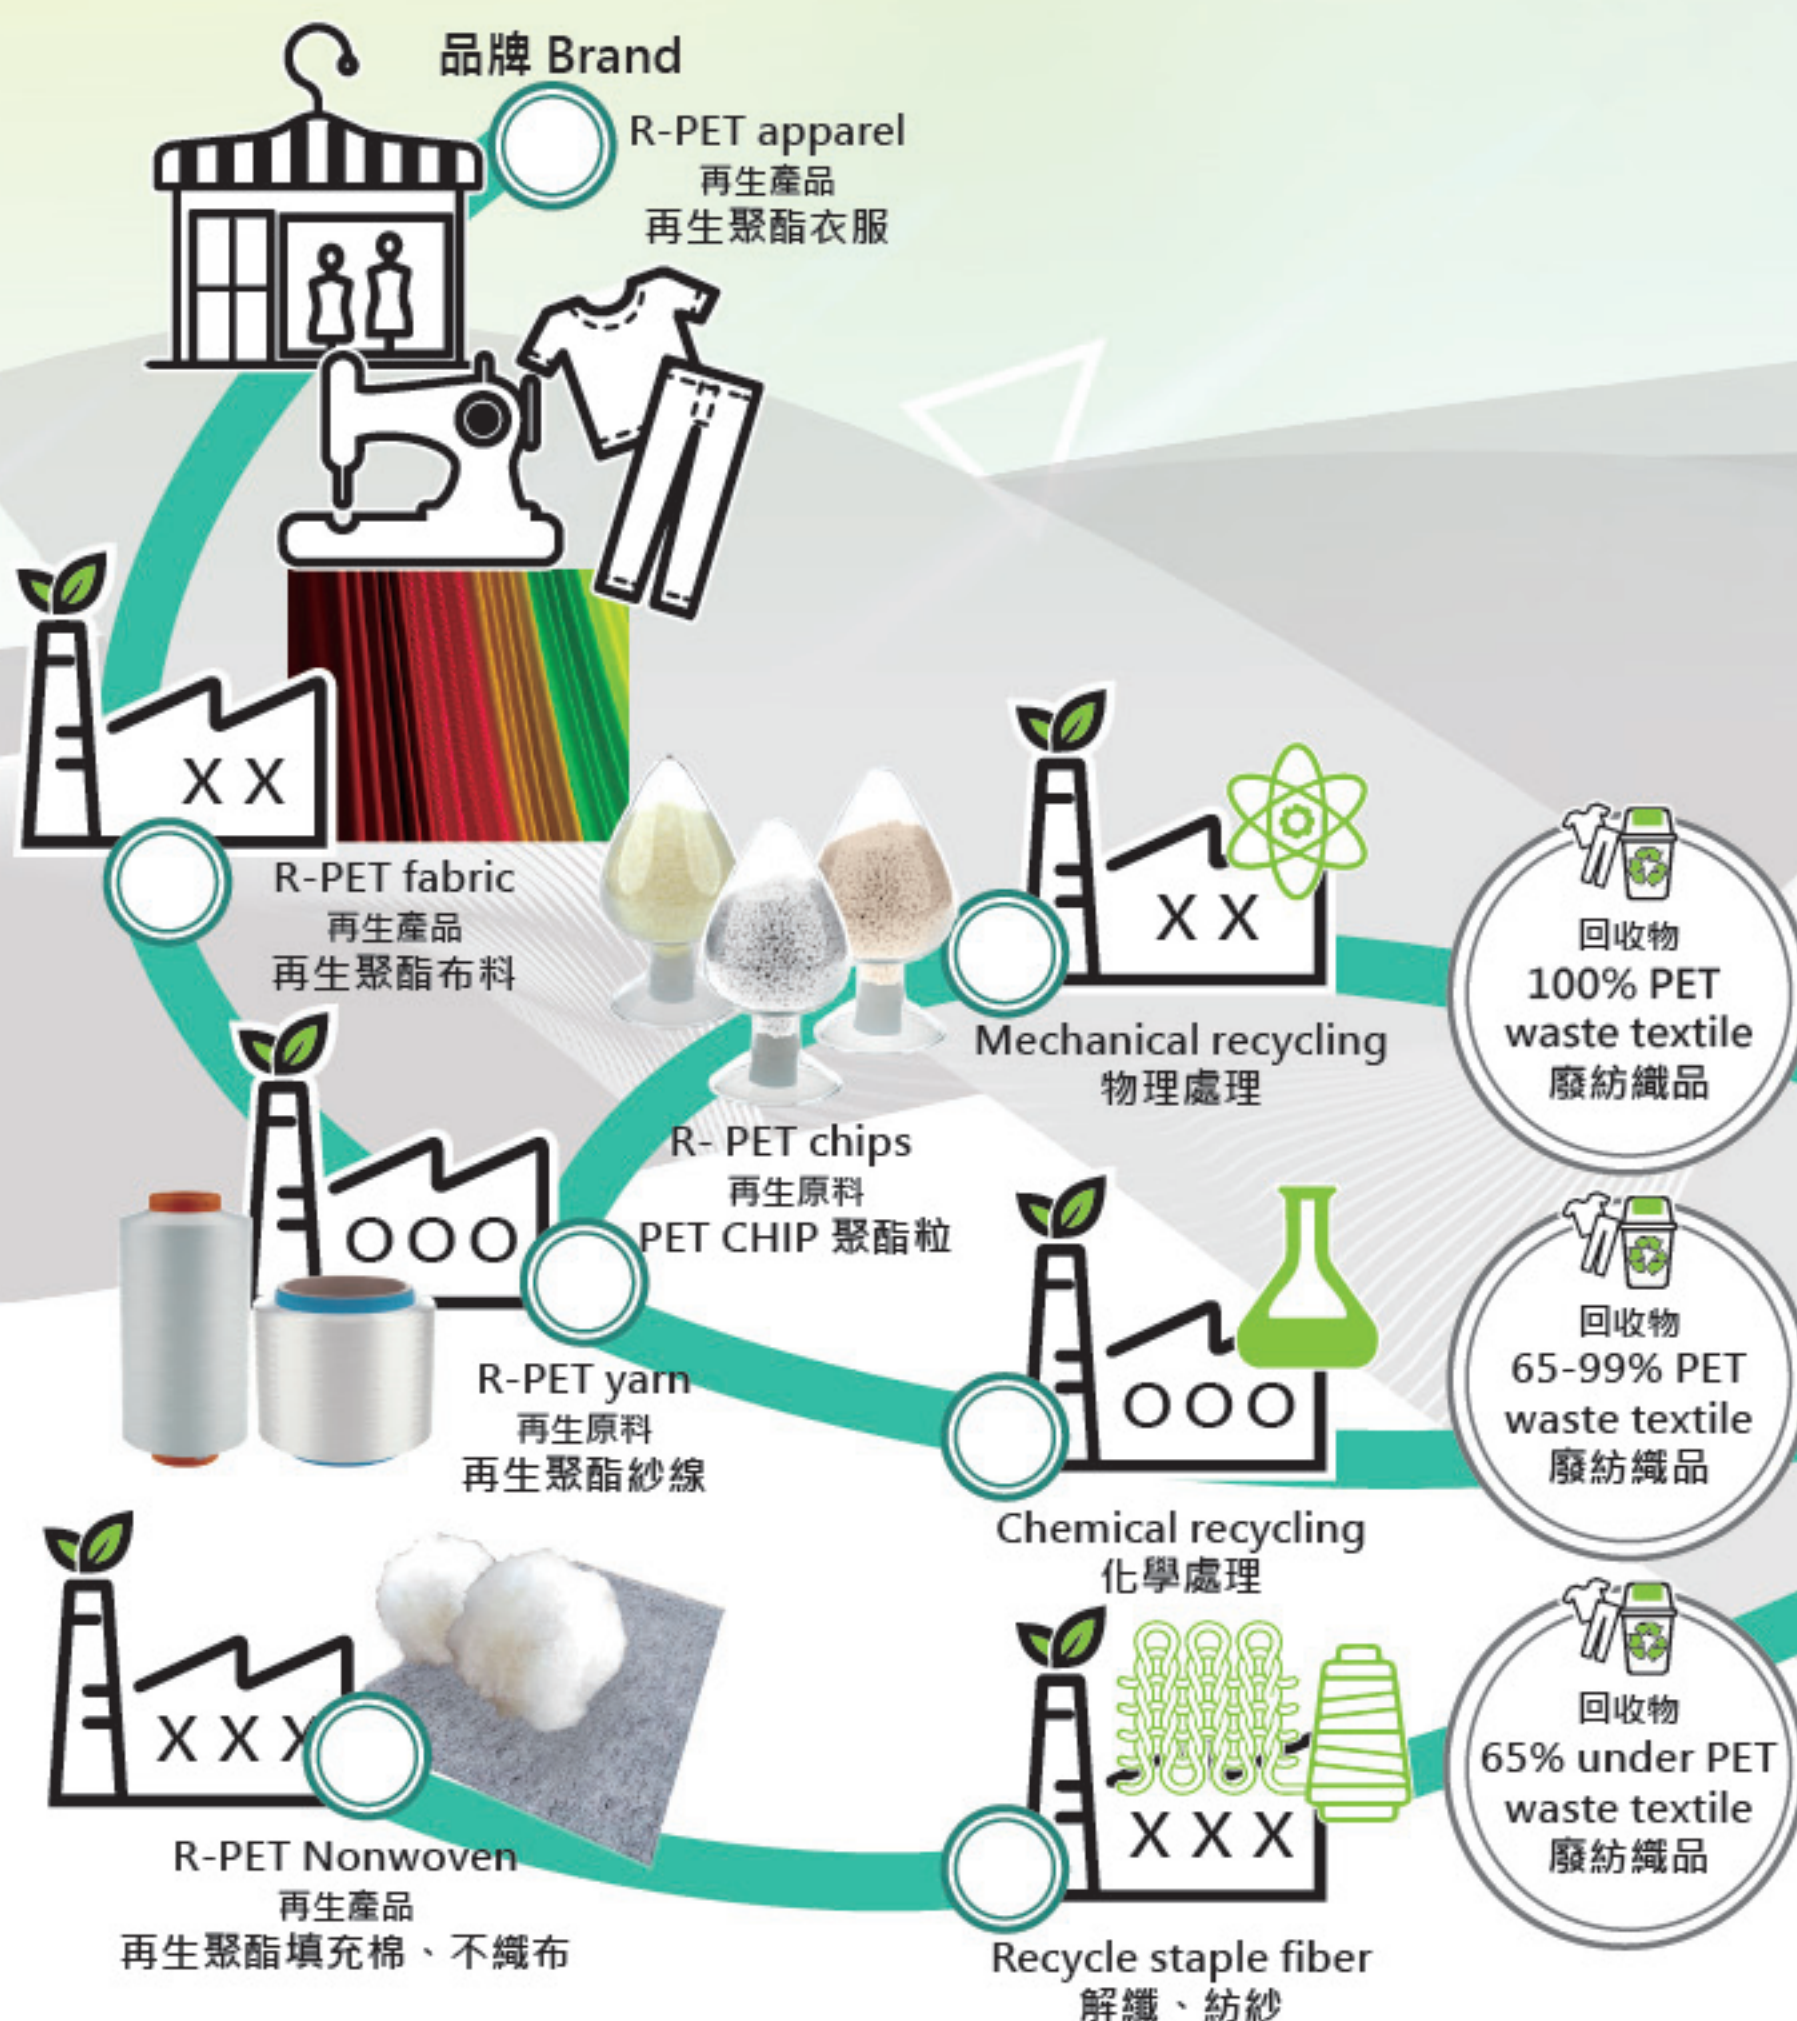 品牌 Brand
R-PET apparel
再生產品
再生聚酯衣服
X X
R-PET fabric
再生產品
再生聚酯布料
X X
Mechanical recycling
物理處理
回收物
100% PET
waste textile
廢紡織品
R- PET chips
再生原料
PET CHIP 聚酯粒
O O O
R-PET yarn
再生原料
再生聚酯紗線
O O O
Chemical recycling
化學處理
回收物
65-99% PET
waste textile
廢紡織品
X X X
R-PET Nonwoven
再生產品
再生聚酯填充棉、不織布
X X X
Recycle staple fiber
解纖、紡紗
回收物
65% under PET
waste textile
廢紡織品